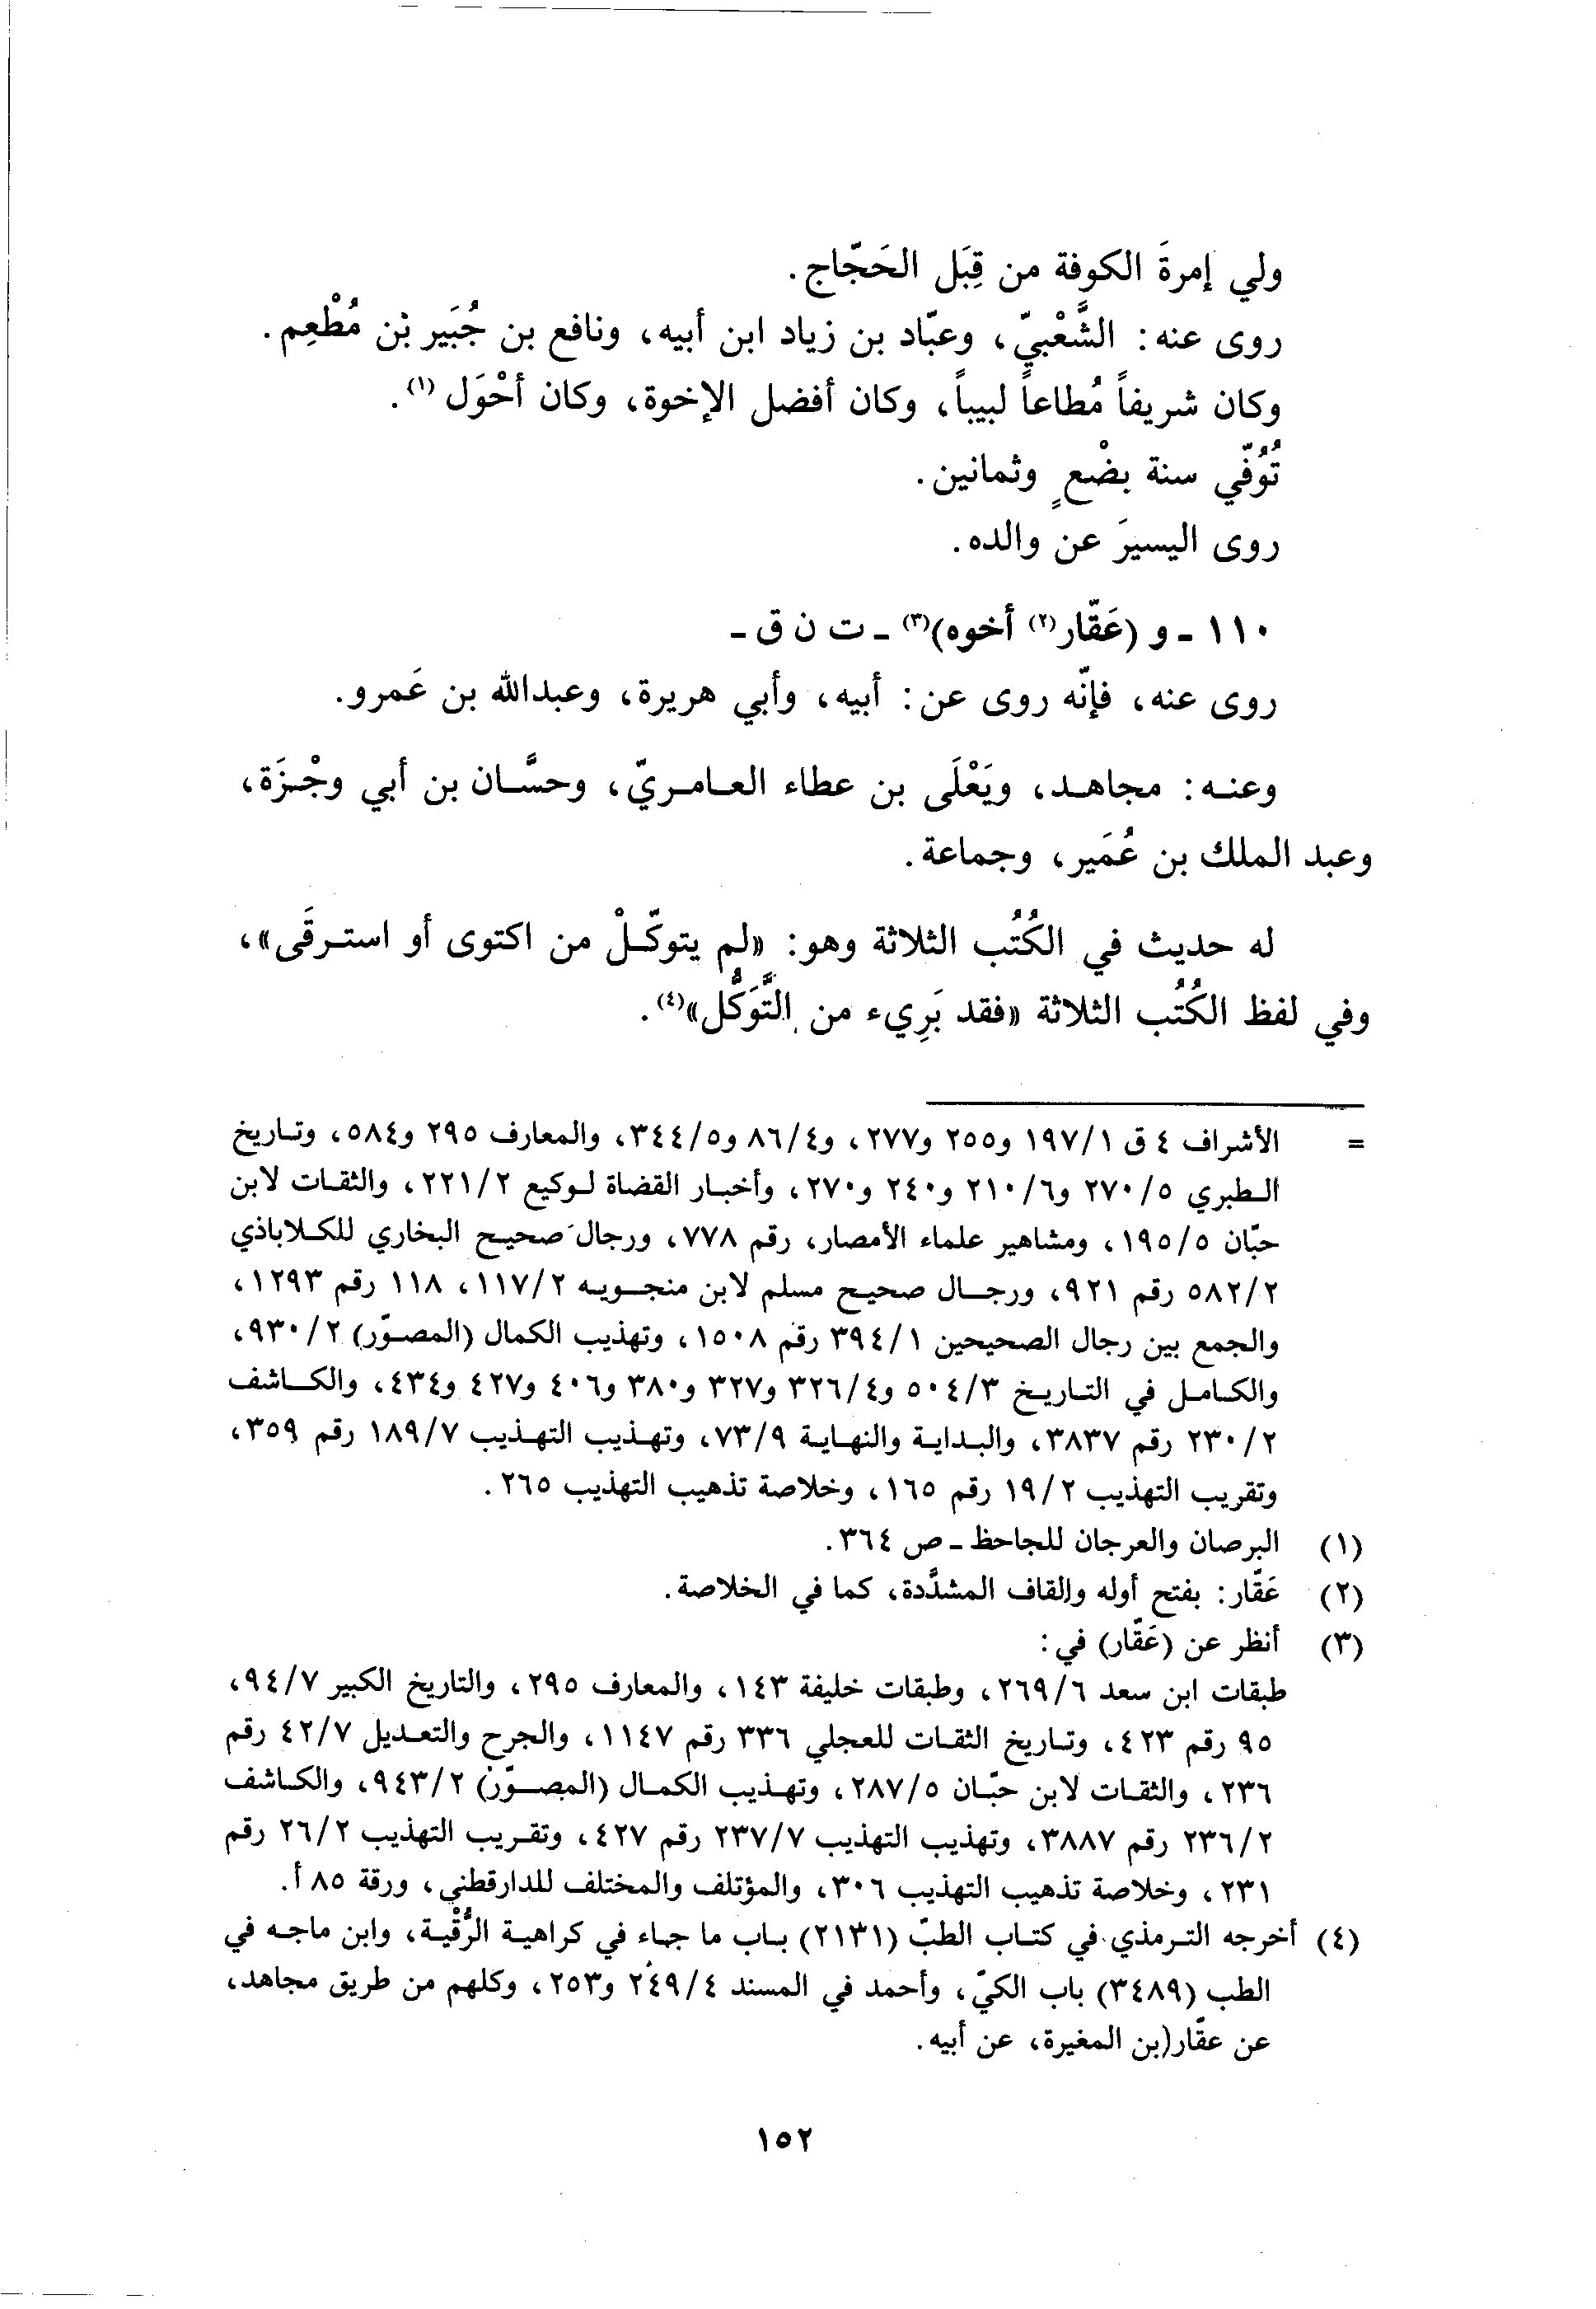 ولي إمرةَ الكوفة من قِبَل الحَجّاج.
روى عنه: الشَّعْبيّ، وعبّاد بن زياد ابن أبيه، ونافع بن جُبَير بْن مُطْعِم.
وكان شريفاً مُطاعاً لبيباً، وكان أفضل الإخوة، وكان أحْوَل (١).
تُوُفّي سنة بِضْعٍ وثمانين.
روى اليسيرَ عن والده.
١١٠ ـ و (عَقّار (٢) أخوه)(٣) ـ ت ن ق ـ
روى عنه، فإنّه روى عن: أبيه، وأبي هريرة، وعبدالله بن عَمرو.
وعنه: مجاهد، ويَعْلَى بن عطاء العامريّ، وحسَّان بن أبي وجْزَة،
وعبد الملك بن عُمَير، وجماعة.
له حديث في الكُتُب الثلاثة وهو: «لم يتوكّلْ من اكتوى أو استرقَى»،
وفي لفظ الكُتُب الثلاثة «فقد بَرِيء من التَّوَكُّل»(٤).
= الأشراف ٤ ق ١/ ١٩٧ و٢٥٥ و٢٧٧، و٤/ ٨٦ و٥/ ٣٤٤، والمعارف ٢٩٥ و٥٨٤، وتاريخ
الطبري ٥/ ٢٧٠ و٦/ ٢١٠ و٢٤٠ و٢٧٠، وأخبار القضاة لوكيع ٢/ ٢٢١، والثقات لابن
حبّان ٥/ ١٩٥، ومشاهير علماء الأمصار، رقم ٧٧٨، ورجال صحيح البخاري للكلاباذي
٢/ ٥٨٢ رقم ٩٢١، ورجال صحيح مسلم لابن منجويه ٢/ ١١٧، ١١٨ رقم ١٢٩٣،
والجمع بين رجال الصحيحين ١/ ٣٩٤ رقم ١٥٠٨، وتهذيب الكمال (المصوّر) ٢/ ٩٣٠،
والكامل في التاريخ ٣/ ٥٠٤ و٤/ ٣٢٦ و٣٢٧ و٣٨٠ و٤٠٦ و٤٢٧ و٤٣٤، والكاشف
٢/ ٢٣٠ رقم ٣٨٣٧، والبداية والنهاية ٩/ ٧٣، وتهذيب التهذيب ٧/ ١٨٩ رقم ٣٥٩،
وتقريب التهذيب ٢/ ١٩ رقم ١٦٥، وخلاصة تذهيب التهذيب ٢٦٥.
(١) البرصان والعرجان للجاحظ ـ ص ٣٦٤.
(٢) عَقّار: بفتح أوله والقاف المشدَّدة، كما في الخلاصة.
(٣) أنظر عن (عَقّار) في:
طبقات ابن سعد ٦/ ٢٦٩، وطبقات خليفة ١٤٣، والمعارف ٢٩٥، والتاريخ الكبير ٧/ ٩٤،
٩٥ رقم ٤٢٣، وتاريخ الثقات للعجلي ٣٣٦ رقم ١١٤٧، والجرح والتعديل ٧/ ٤٢ رقم
٢٣٦، والثقات لابن حبّان ٥/ ٢٨٧، وتهذيب الكمال (المصوّر) ٢/ ٩٤٣، والكاشف
٢/ ٢٣٦ رقم ٣٨٨٧، وتهذيب التهذيب ٧/ ٢٣٧ رقم ٤٢٧، وتقريب التهذيب ٢/ ٢٦ رقم
٢٣١، وخلاصة تذهيب التهذيب ٣٠٦، والمؤتلف والمختلف للدارقطني، ورقة ٨٥ أ.
(٤) أخرجه الترمذي في كتاب الطبّ (٢١٣١) باب ما جاء في كراهية الرُّقْية، وابن ماجه في
الطب (٣٤٨٩) باب الكيّ، وأحمد في المسند ٤/ ٢٤٩ و٢٥٣، وكلهم من طريق مجاهد،
عن عقّار(بن المغيرة، عن أبيه.
١٥٢